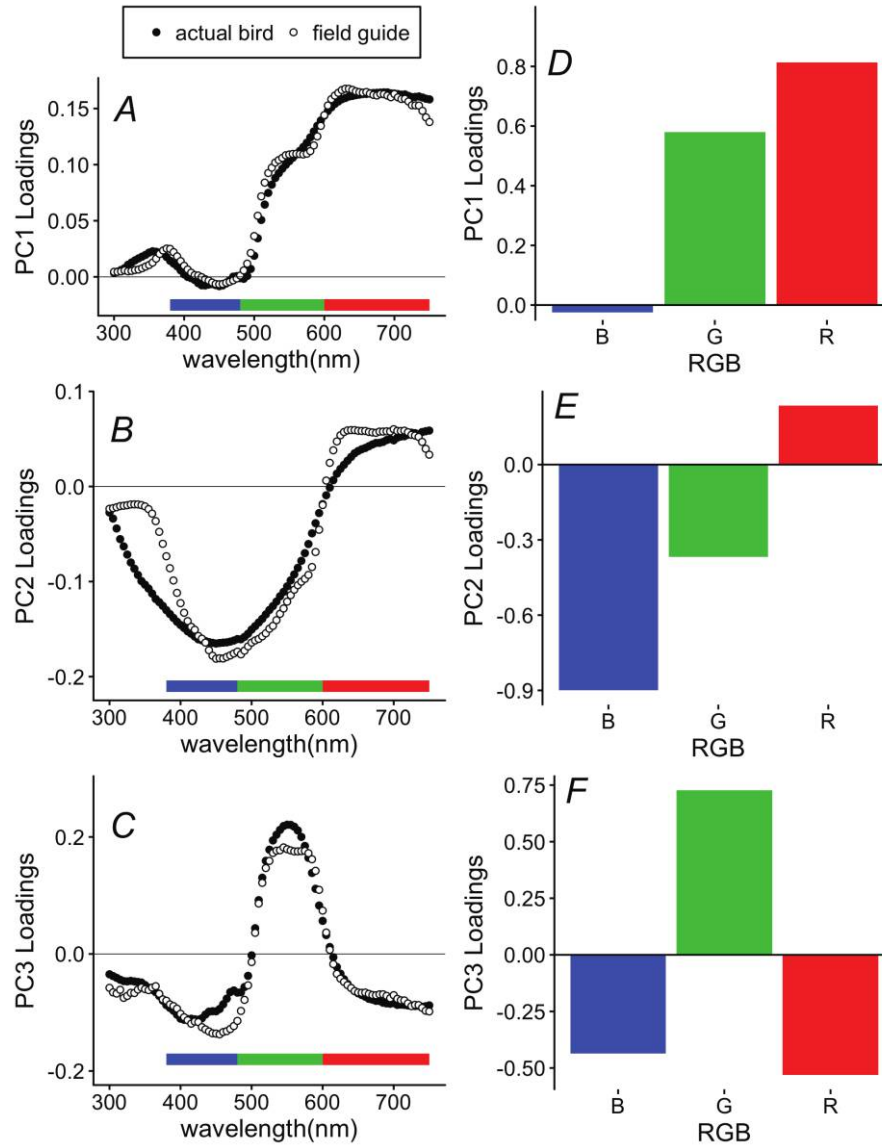 actual bird field guide
A
PC1 Loadings
0.15
0.10
0.05
0.00
300 400 500 600 700
wavelength(nm)
D
PC1 Loadings
0.8
0.6
0.4
0.2
0.0
B G R
RGB
B
PC2 Loadings
0.1
0.0
-0.1
-0.2
300 400 500 600 700
wavelength(nm)
E
PC2 Loadings
0.0
-0.3
-0.6
-0.9
B G R
RGB
C
PC3 Loadings
0.2
0.0
-0.2
300 400 500 600 700
wavelength(nm)
F
PC3 Loadings
0.75
0.50
0.25
0.00
-0.25
-0.50
B G R
RGB